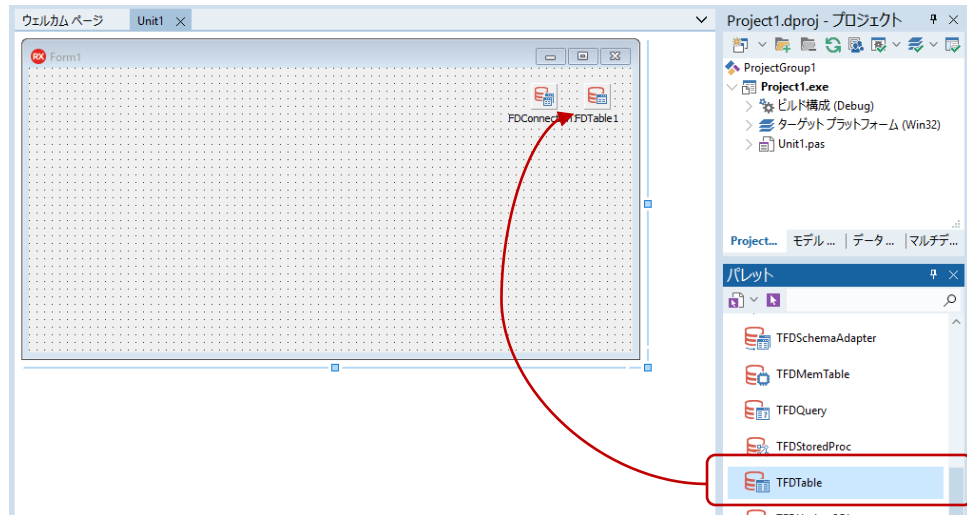 ウェルカム ページ
Unit1
Form1
FDConnect
FDTable1
Project1.dproj - プロジェクト
ProjectGroup1
Project1.exe
ビルド構成 (Debug)
ターゲット プラットフォーム (Win32)
Unit1.pas
Project... モデル ... データ ... マルチデ...
パレット
TFDSchemaAdapter
TFDMemTable
TFDQuery
TFDStoredProc
TFDTable